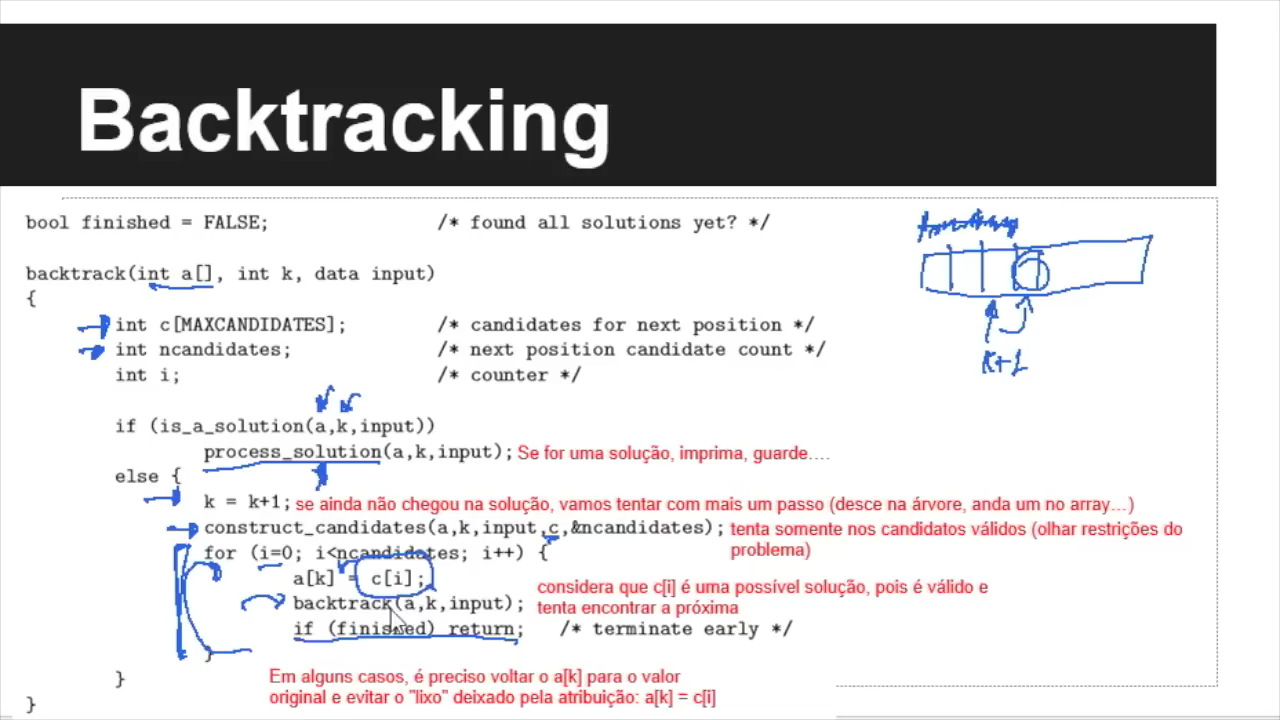 Backtracking
bool finished = FALSE; /* found all solutions yet? */
backtrack(int a[], int k, data input)
{
int c[MAXCANDIDATES]; /* candidates for next position */
int ncandidates; /* next position candidate count */
int i; /* counter */
K+1
if (is_a_solution(a,k,input))
process_solution(a,k,input); Se for uma solução, imprima, guarde….
else {
k = k+1; se ainda não chegou na solução, vamos tentar com mais um passo (desce na árvore, anda um no array…)
construct_candidates(a,k,input,c,&ncandidates); tenta somente nos candidatos válidos (olhar restrições do
problema)
for (i=0; i<ncandidates; i++) {
a[k] = c[i];
considera que c[i] é uma possível solução, pois é válido e
backtrack(a,k,input);
tenta encontrar a próxima
if (finished) return; /* terminate early */
}
}
Em alguns casos, é preciso voltar o a[k] para o valor
original e evitar o "lixo" deixado pela atribuição: a[k] = c[i]
}